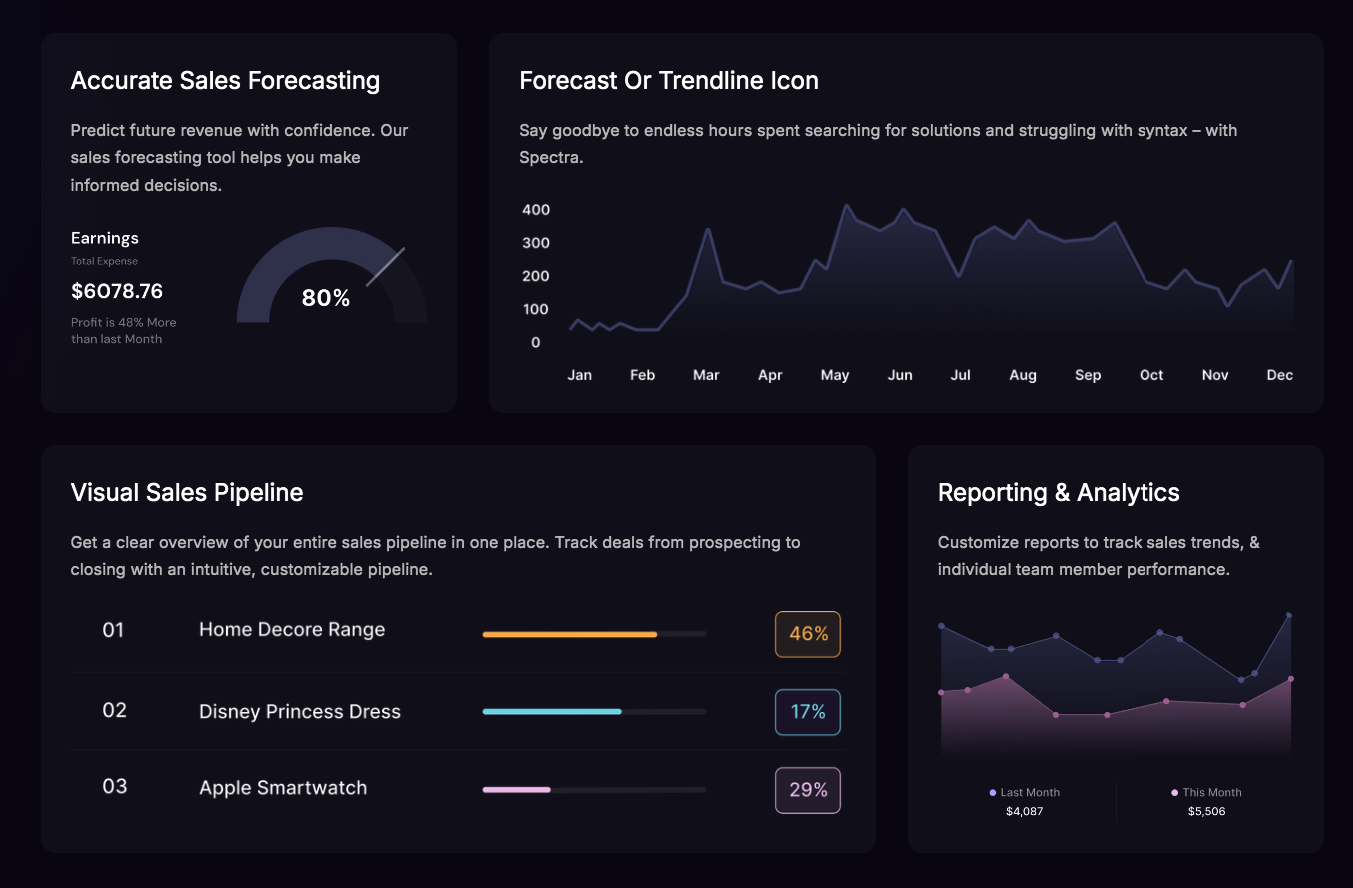 Accurate Sales Forecasting
Predict future revenue with confidence. Our
sales forecasting tool helps you make
informed decisions.
Earnings
Total Expense
$6078.76
Profit is 48% More
than last Month
80%
Forecast Or Trendline Icon
Say goodbye to endless hours spent searching for solutions and struggling with syntax – with
Spectra.
400
300
200
100
0
Jan Feb Mar Apr May Jun Jul Aug Sep Oct Nov Dec
Visual Sales Pipeline
Get a clear overview of your entire sales pipeline in one place. Track deals from prospecting to
closing with an intuitive, customizable pipeline.
01 Home Decore Range 46%
02 Disney Princess Dress 17%
03 Apple Smartwatch 29%
Reporting & Analytics
Customize reports to track sales trends, &
individual team member performance.
Last Month This Month
$4,087 $5,506